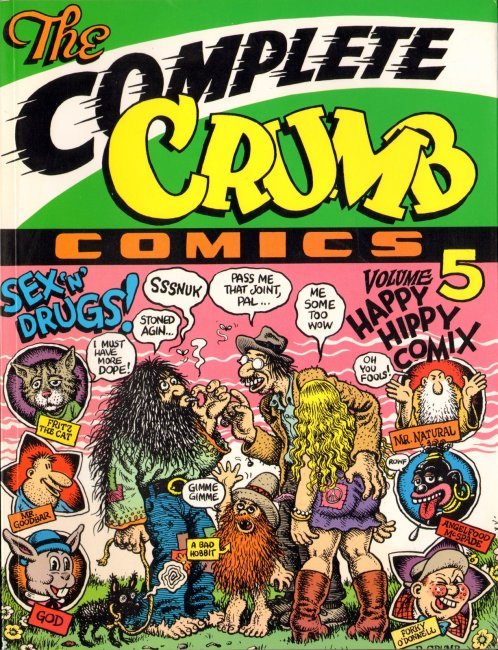 The
COMPLETE
CRUMB
COMICS
SEX 'N'
DRUGS!
VOLUME 5
HAPPY
HIPPY
COMIX
SSSNUK
STONED
AGIN...
PASS ME
THAT JOINT,
PAL...
ME
SOME
TOO
WOW
I MUST
HAVE
MORE
DOPE!
OH
YOU
FOOLS!
FRITZ
THE CAT
MR. NATURAL
ROWF
MR.
GOODBAR
GIMME
GIMME
ANGELFOOD
McSPADE
A BAD
HOBBIT
GOD
FORKY
O'DONNELL
R. CRUMB